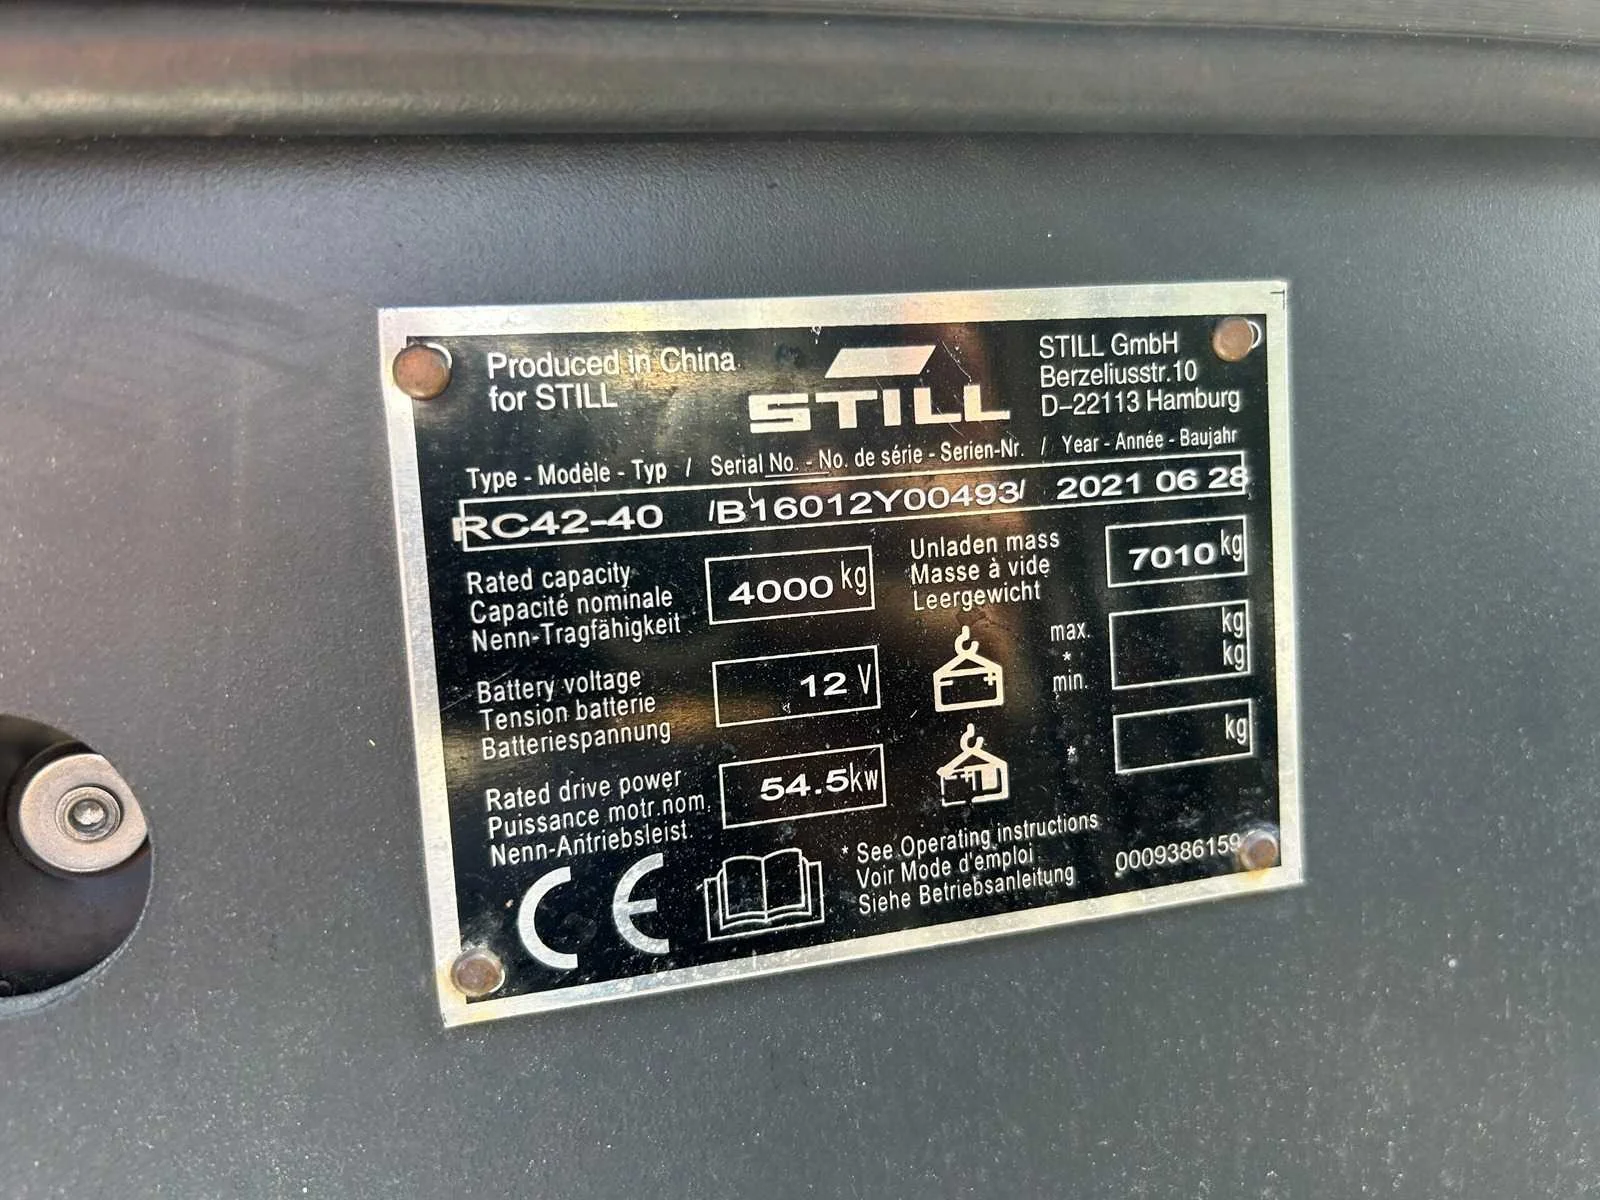 Produced in China
for STILL
STILL
STILL GmbH
Berzeliusstr.10
D-22113 Hamburg
Type - Modèle - Typ / Serial No. - No. de série - Serien-Nr. / Year - Année - Baujahr
RC42-40 /B16012Y00493/ 2021 06 28
Rated capacity
Capacité nominale
Nenn-Tragfähigkeit
4000 kg
Unladen mass
Masse à vide
Leergewicht
7010 kg
Battery voltage
Tension batterie
Batteriespannung
12 V
max.
*
min.
kg
kg
Rated drive power
Puissance motr.nom.
Nenn-Antriebsleist.
54.5kw
*
kg
CE
* See Operating instructions
Voir Mode d'emploi
Siehe Betriebsanleitung
0009386159